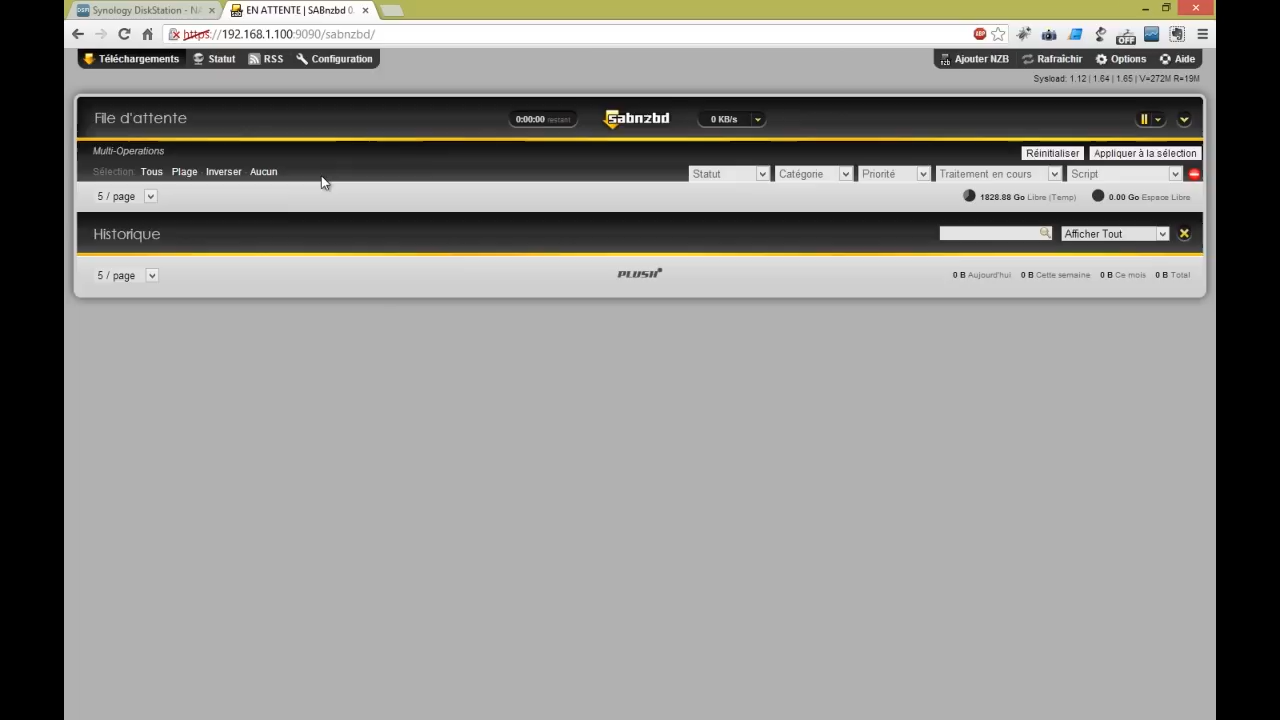 Synology DiskStation - NA
EN ATTENTE | SABnzbd 0.
https://192.168.1.100:9090/sabnzbd/
ABP
OFF
Téléchargements Statut RSS Configuration
nzb Ajouter NZB Rafraîchir Options Aide
Sysload: 1.12 | 1.64 | 1.65 | V=272M R=19M
File d'attente 0:00:00 restant sabnzbd 0 KB/s
Multi-Operations
Réinitialiser Appliquer à la sélection
Sélection Tous Plage Inverser Aucun
Statut Catégorie Priorité Traitement en cours Script
5 / page 1828.88 Go Libre (Temp) 0.00 Go Espace Libre
Historique Afficher Tout
5 / page PLUSH 0 B Aujourd'hui 0 B Cette semaine 0 B Ce mois 0 B Total